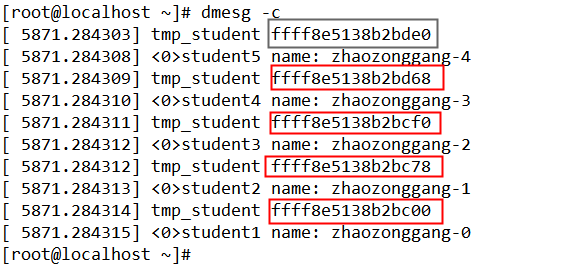 [root@localhost ~]# dmesg -c
[ 5871.284303] tmp_student ffff8e5138b2bde0
[ 5871.284308] <0>student5 name: zhaozonggang-4
[ 5871.284309] tmp_student ffff8e5138b2bd68
[ 5871.284310] <0>student4 name: zhaozonggang-3
[ 5871.284311] tmp_student ffff8e5138b2bcf0
[ 5871.284312] <0>student3 name: zhaozonggang-2
[ 5871.284312] tmp_student ffff8e5138b2bc78
[ 5871.284313] <0>student2 name: zhaozonggang-1
[ 5871.284314] tmp_student ffff8e5138b2bc00
[ 5871.284315] <0>student1 name: zhaozonggang-0
[root@localhost ~]#